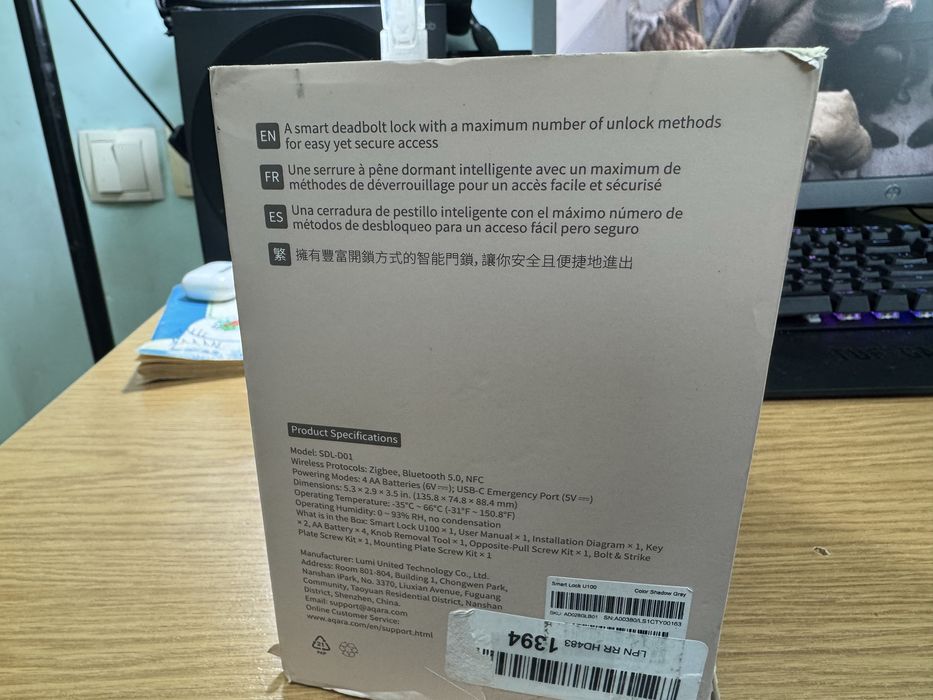 EN A smart deadbolt lock with a maximum number of unlock methods
for easy yet secure access
FR Une serrure à pêne dormant intelligente avec un maximum de
méthodes de déverrouillage pour un accès facile et sécurisé
ES Una cerradura de pestillo inteligente con el máximo número de
métodos de desbloqueo para un acceso fácil pero seguro
繁 擁有豐富開鎖方式的智能門鎖, 讓你安全且便捷地進出
Product Specifications
Model: SDL-D01
Wireless Protocols: Zigbee, Bluetooth 5.0, NFC
Powering Modes: 4 AA Batteries (6V⎓); USB-C Emergency Port (5V⎓)
Dimensions: 5.3 × 2.9 × 3.5 in. (135.8 × 74.8 × 88.4 mm)
Operating Temperature: -35°C ~ 66°C (-31°F ~ 150.8°F)
Operating Humidity: 0 ~ 93% RH, no condensation
What is in the Box: Smart Lock U100 × 1, User Manual × 1, Installation Diagram × 1, Key
× 2, AA Battery × 4, Knob Removal Tool × 1, Opposite-Pull Screw Kit × 1, Bolt & Strike
Plate Screw Kit × 1, Mounting Plate Screw Kit × 1
Manufacturer: Lumi United Technology Co., Ltd.
Address: Room 801-804, Building 1, Chongwen Park,
Nanshan iPark, No. 3370, Liuxian Avenue, Fuguang
Community, Taoyuan Residential District, Nanshan
District, Shenzhen, China.
Email: support@aqara.com
Online Customer Service:
www.aqara.com/en/support.html
21
PAP
Smart Lock U100 Color Shadow Gray
LPN RR HD483
1394
hp